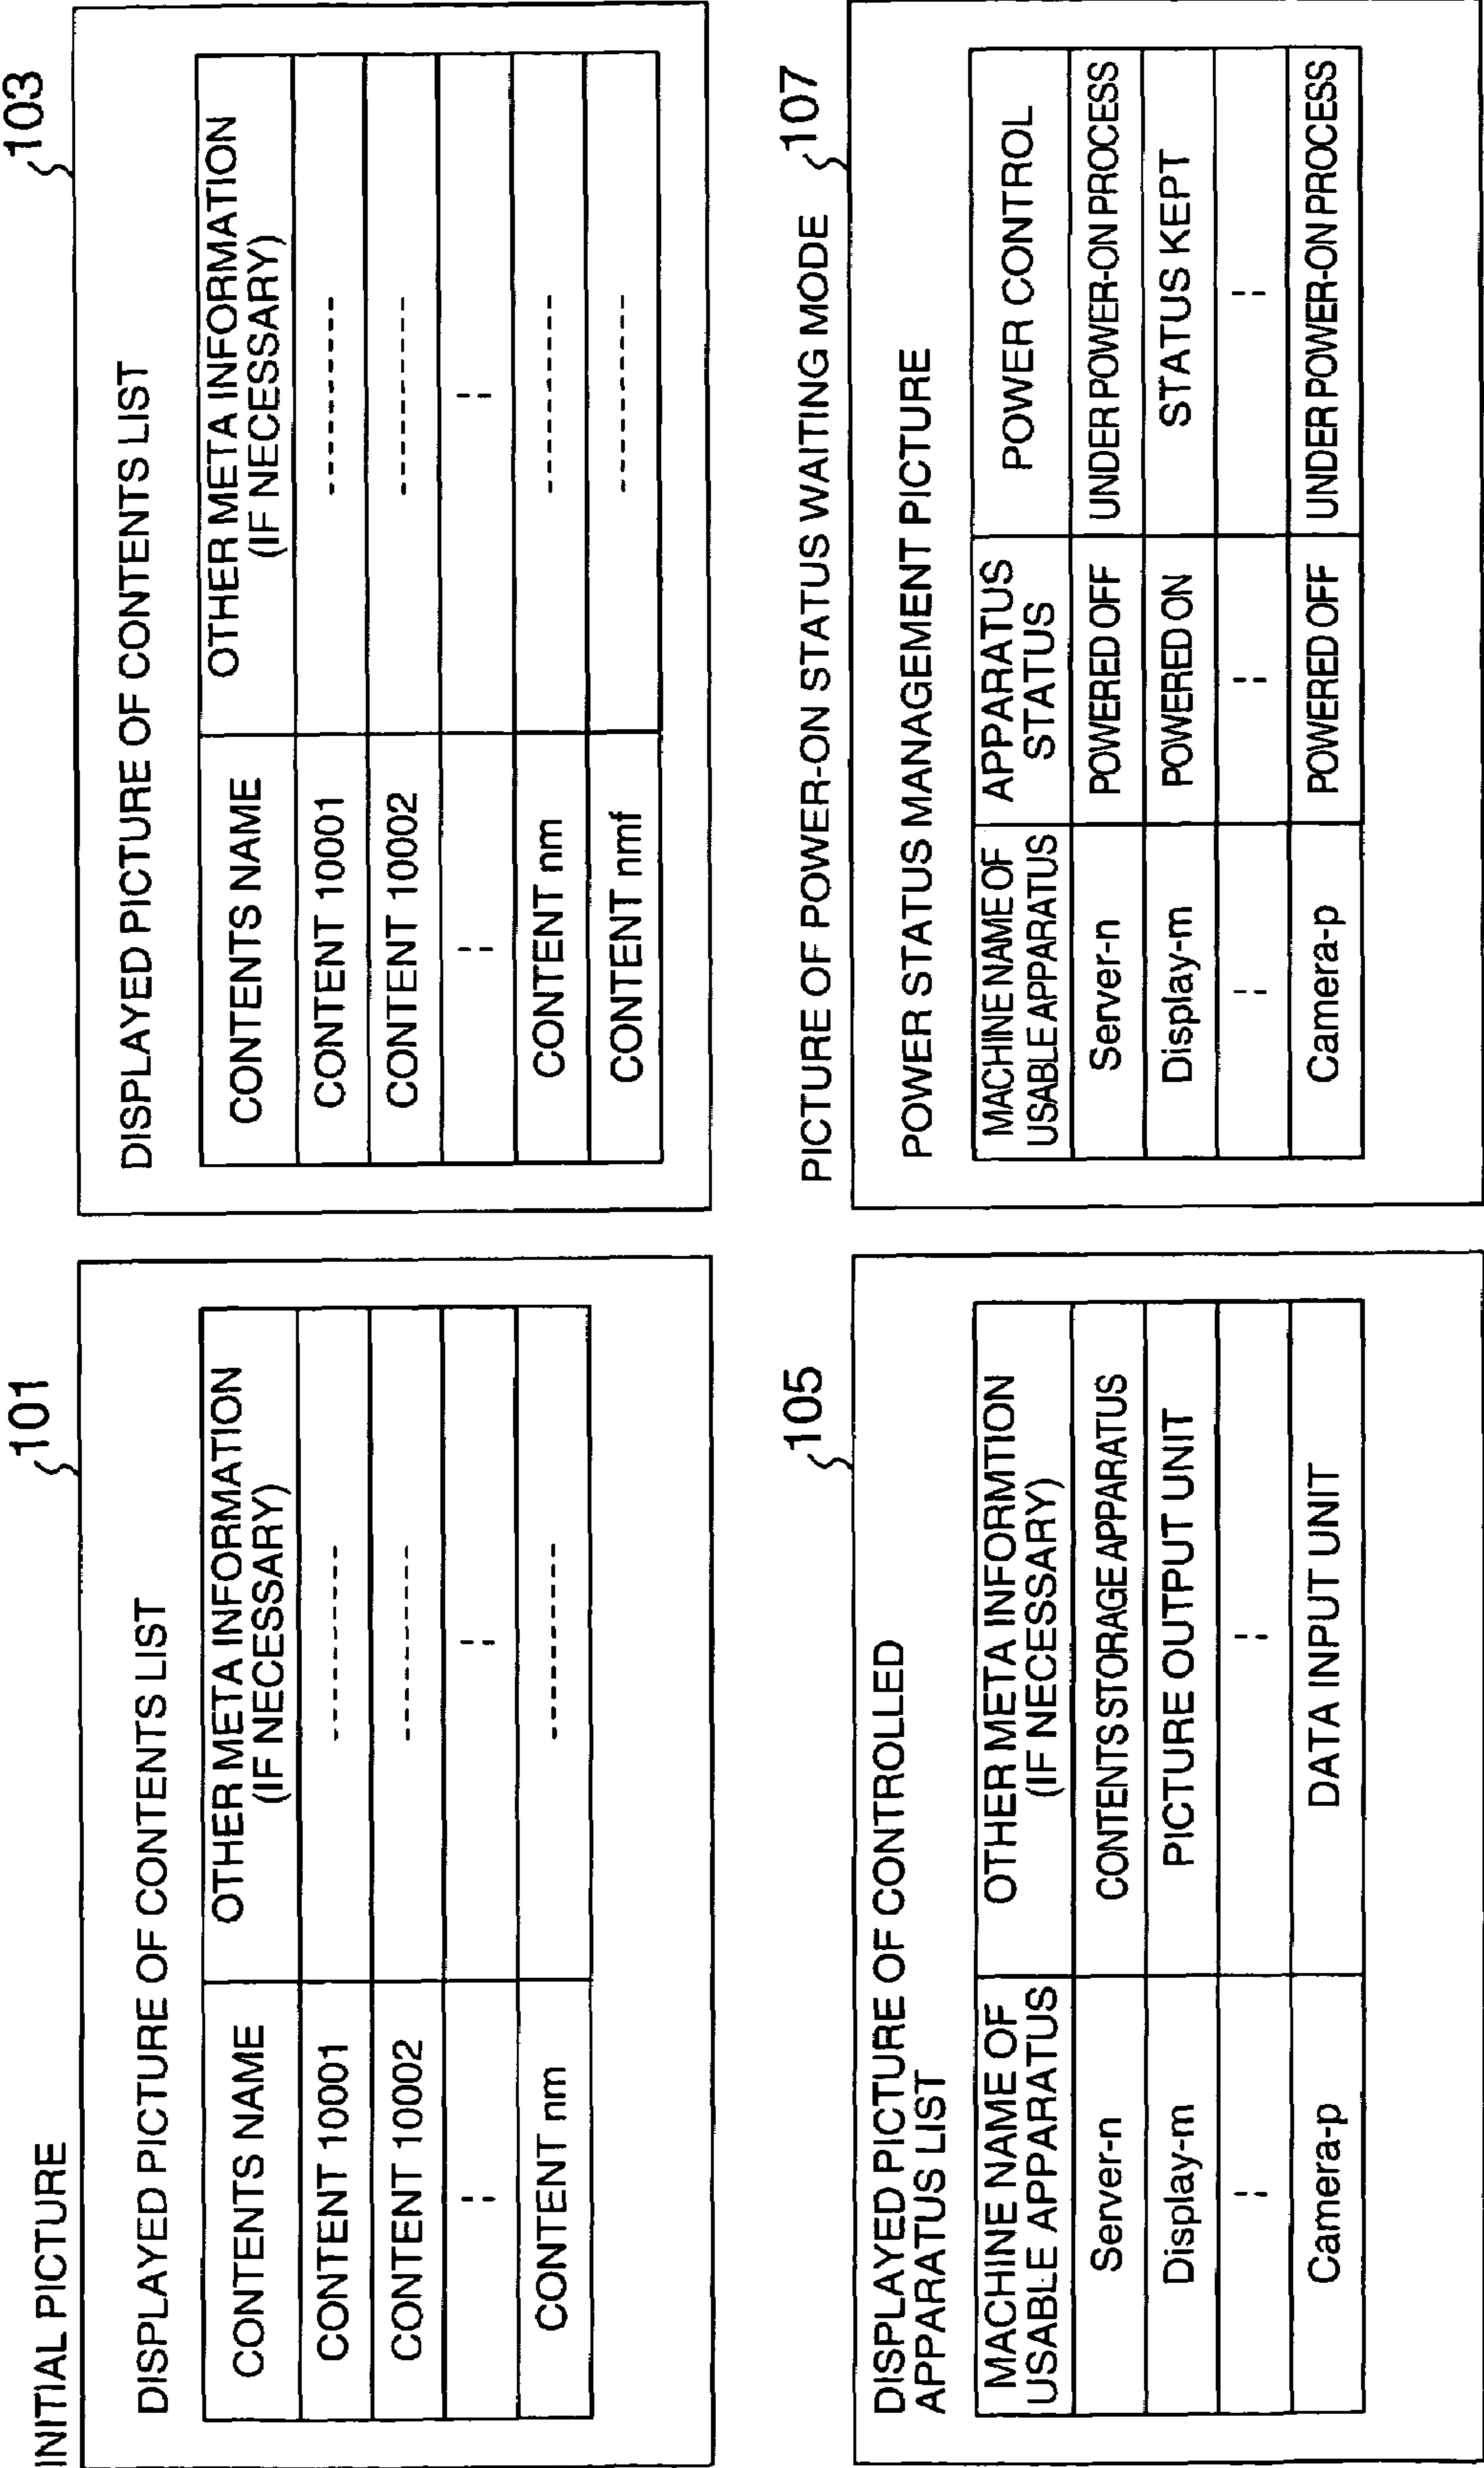 INITIAL PICTURE
101
DISPLAYED PICTURE OF CONTENTS LIST
CONTENTS NAME
OTHER META INFORMATION
(IF NECESSARY)
CONTENT 10001
-----------
CONTENT 10002
-----------
--
--
CONTENT nm
-----------
103
DISPLAYED PICTURE OF CONTENTS LIST
CONTENTS NAME
OTHER META INFORMATION
(IF NECESSARY)
CONTENT 10001
-----------
CONTENT 10002
-----------
--
--
CONTENT nm
-----------
CONTENT nmf
-----------
105
DISPLAYED PICTURE OF CONTROLLED
APPARATUS LIST
MACHINE NAME OF
USABLE APPARATUS
OTHER META INFORMTION
(IF NECESSARY)
Server-n
CONTENTS STORAGE APPARATUS
Display-m
PICTURE OUTPUT UNIT
--
--
Camera-p
DATA INPUT UNIT
PICTURE OF POWER-ON STATUS WAITING MODE
107
POWER STATUS MANAGEMENT PICTURE
MACHINE NAME OF
USABLE APPARATUS
APPARATUS
STATUS
POWER CONTROL
Server-n
POWERED OFF
UNDER POWER-ON PROCESS
Display-m
POWERED ON
STATUS KEPT
--
--
--
Camera-p
POWERED OFF
UNDER POWER-ON PROCESS